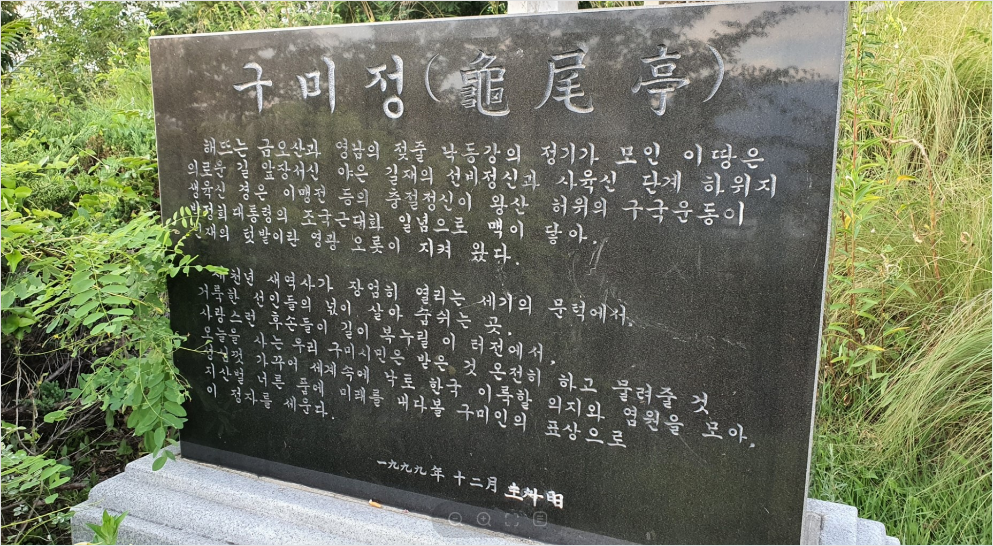 구미정(龜尾亭)
해뜨는 금오산과 영남의 젖줄 낙동강의 정기가 모인 이 땅은
의로운 길 앞장서신 야은 길재의 선비정신과 사육신 단계 하위지
생육신 경은 이맹전 등의 충절정신이 왕산 허위의 구국운동이
박정희대통령의 조국근대화 일념으로 맥이 닿아.
인재의 텃밭이란 영광 오롯이 지켜 왔다.
새천년 새역사가 장엄히 열리는 세기의 문턱에서.
거룩한 선인들의 넋이 살아 숨쉬는 곳.
사랑스런 후손들이 길이 복누릴 이 터전에서,
오늘을 사는 우리 구미시민은 받은 것 온전히 하고 물려줄 것
정성껏 가꾸어 세계속에 낙토 한국 이룩할 의지와 염원을 모아.
지산벌 너른 품에 미래를 내다볼 구미인의 표상으로
이 정자를 세운다.
一九九九年 十二月